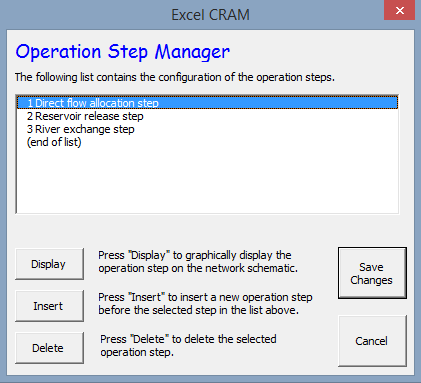 Excel CRAM
Operation Step Manager
The following list contains the configuration of the operation steps.
1 Direct flow allocation step
2 Reservoir release step
3 River exchange step
(end of list)
Display
Press "Display" to graphically display the
operation step on the network schematic.
Save
Changes
Insert
Press "Insert" to insert a new operation step
before the selected step in the list above.
Delete
Press "Delete" to delete the selected
operation step.
Cancel